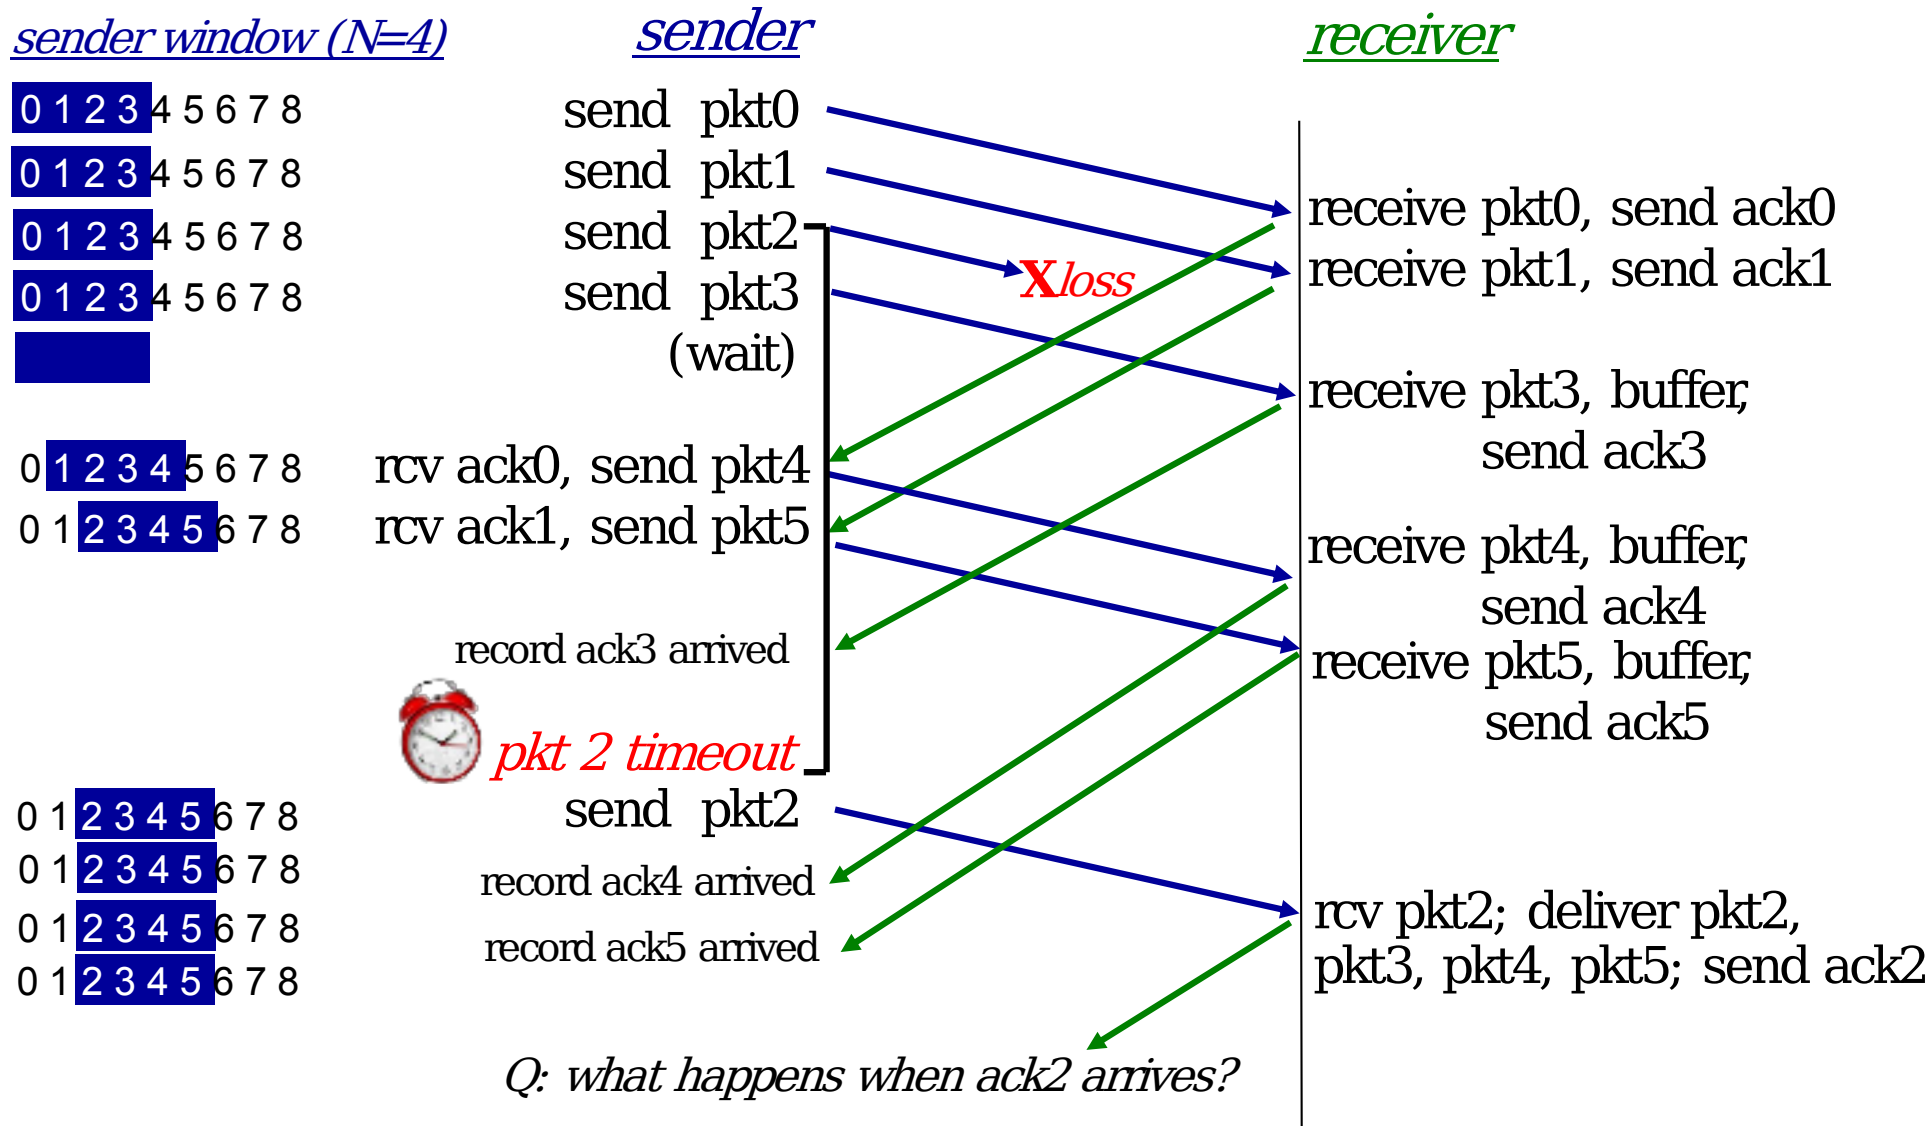 sender window (N=4) sender receiver
0 1 2 3 4 5 6 7 8 send pkt0
0 1 2 3 4 5 6 7 8 send pkt1
receive pkt0, send ack0
0 1 2 3 4 5 6 7 8 send pkt2
X loss
receive pkt1, send ack1
0 1 2 3 4 5 6 7 8 send pkt3
(wait)
receive pkt3, buffer,
send ack3
0 1 2 3 4 5 6 7 8 rcv ack0, send pkt4
0 1 2 3 4 5 6 7 8 rcv ack1, send pkt5
receive pkt4, buffer,
send ack4
record ack3 arrived
receive pkt5, buffer,
send ack5
pkt 2 timeout
0 1 2 3 4 5 6 7 8 send pkt2
0 1 2 3 4 5 6 7 8 record ack4 arrived
rcv pkt2; deliver pkt2,
0 1 2 3 4 5 6 7 8 record ack5 arrived
pkt3, pkt4, pkt5; send ack2
0 1 2 3 4 5 6 7 8
Q: what happens when ack2 arrives?